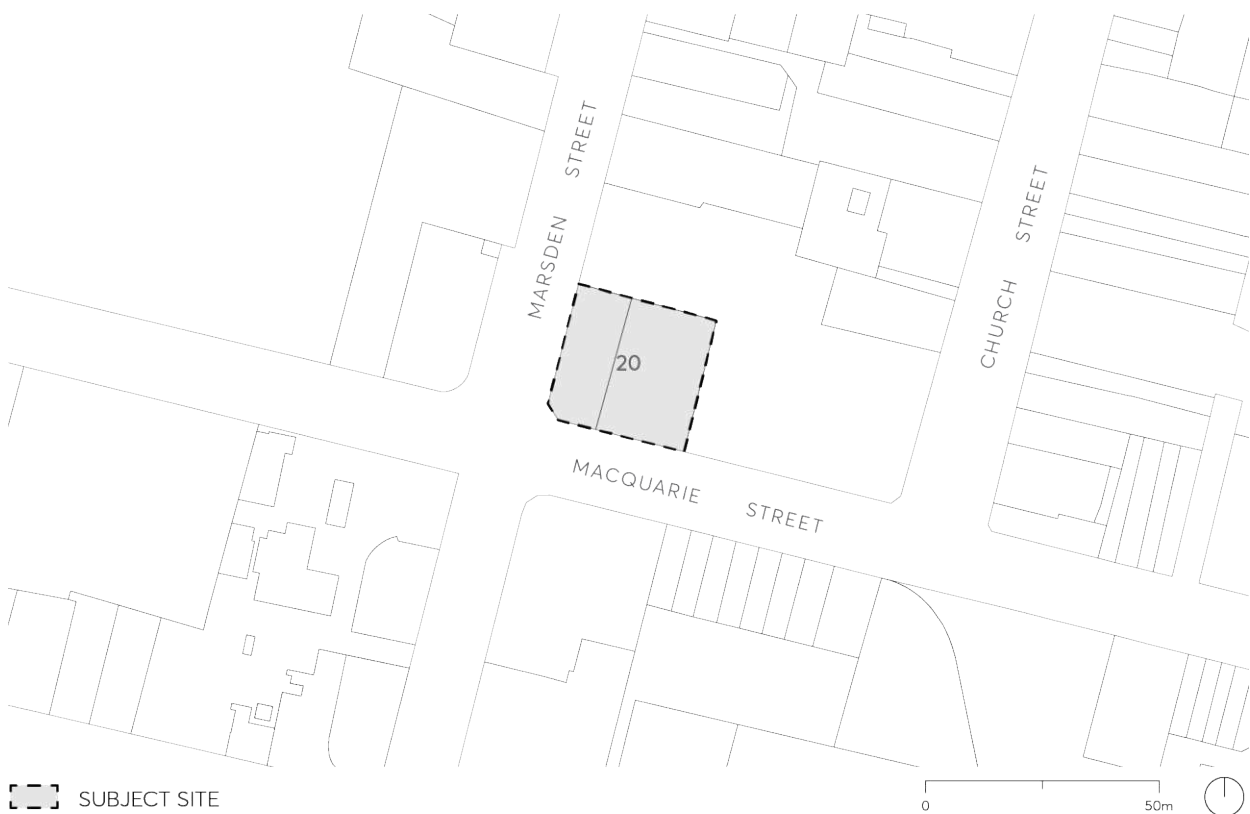 MARSDEN STREET
CHURCH STREET
20
MACQUARIE STREET
SUBJECT SITE
0 50m